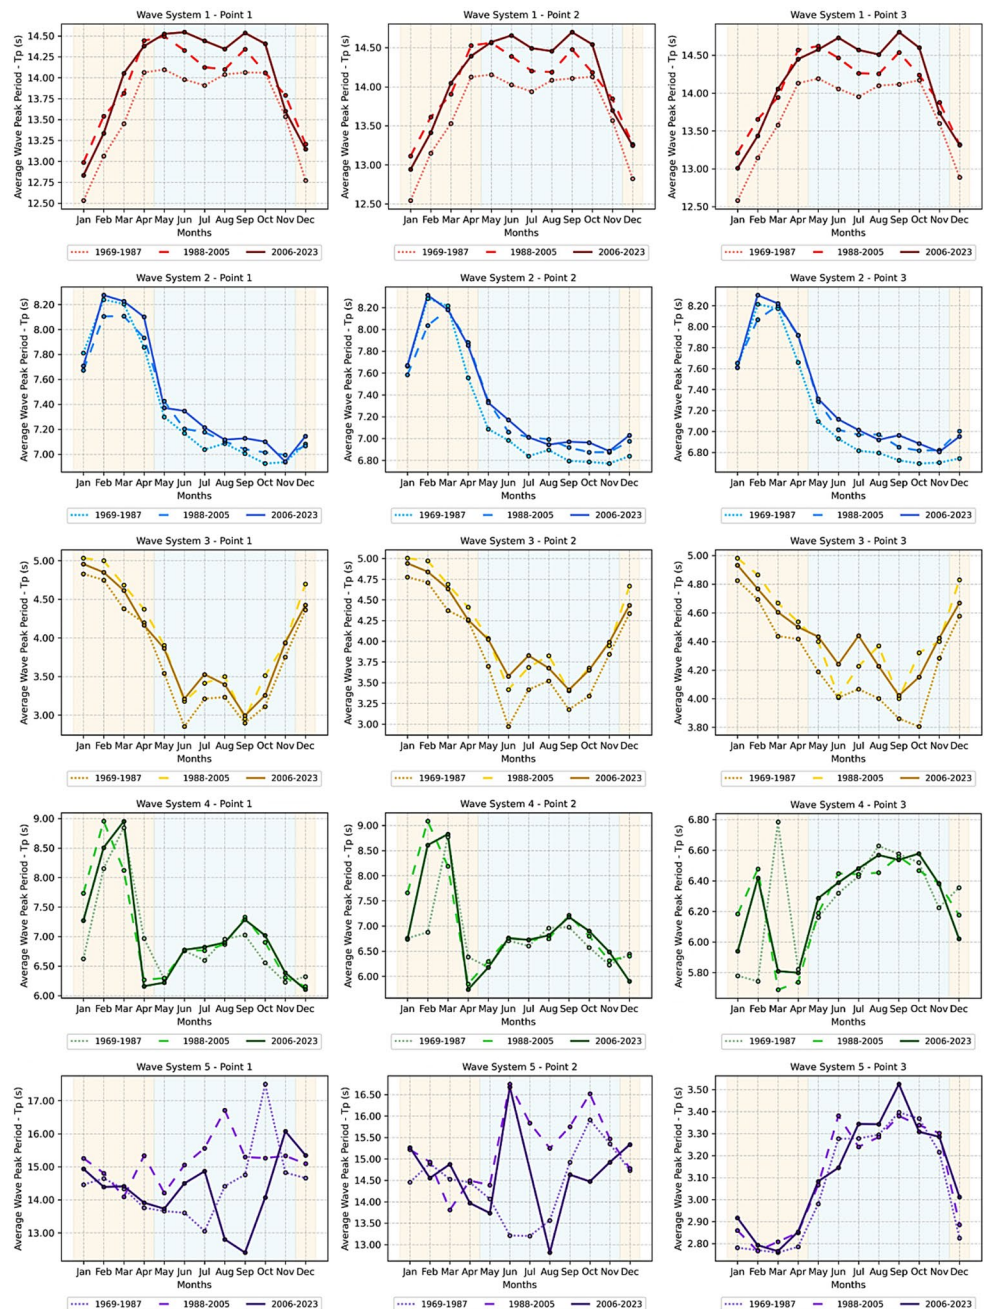 Wave System 1 - Point 1
Average Wave Peak Period - Tp (s)
14.50
14.25
14.00
13.75
13.50
13.25
13.00
12.75
12.50
Jan Feb Mar Apr May Jun Jul Aug Sep Oct Nov Dec
Months
1969-1987 1988-2005 2006-2023
Wave System 1 - Point 2
Average Wave Peak Period - Tp (s)
14.50
14.00
13.50
13.00
12.50
Jan Feb Mar Apr May Jun Jul Aug Sep Oct Nov Dec
Months
1969-1987 1988-2005 2006-2023
Wave System 1 - Point 3
Average Wave Peak Period - Tp (s)
14.50
14.00
13.50
13.00
12.50
Jan Feb Mar Apr May Jun Jul Aug Sep Oct Nov Dec
Months
1969-1987 1988-2005 2006-2023
Wave System 2 - Point 1
Average Wave Peak Period - Tp (s)
8.20
8.00
7.80
7.60
7.40
7.20
7.00
Jan Feb Mar Apr May Jun Jul Aug Sep Oct Nov Dec
Months
1969-1987 1988-2005 2006-2023
Wave System 2 - Point 2
Average Wave Peak Period - Tp (s)
8.20
8.00
7.80
7.60
7.40
7.20
7.00
6.80
Jan Feb Mar Apr May Jun Jul Aug Sep Oct Nov Dec
Months
1969-1987 1988-2005 2006-2023
Wave System 2 - Point 3
Average Wave Peak Period - Tp (s)
8.20
8.00
7.80
7.60
7.40
7.20
7.00
6.80
Jan Feb Mar Apr May Jun Jul Aug Sep Oct Nov Dec
Months
1969-1987 1988-2005 2006-2023
Wave System 3 - Point 1
Average Wave Peak Period - Tp (s)
5.00
4.50
4.00
3.50
3.00
Jan Feb Mar Apr May Jun Jul Aug Sep Oct Nov Dec
Months
1969-1987 1988-2005 2006-2023
Wave System 3 - Point 2
Average Wave Peak Period - Tp (s)
5.00
4.75
4.50
4.25
4.00
3.75
3.50
3.25
3.00
Jan Feb Mar Apr May Jun Jul Aug Sep Oct Nov Dec
Months
1969-1987 1988-2005 2006-2023
Wave System 3 - Point 3
Average Wave Peak Period - Tp (s)
5.00
4.80
4.60
4.40
4.20
4.00
3.80
Jan Feb Mar Apr May Jun Jul Aug Sep Oct Nov Dec
Months
1969-1987 1988-2005 2006-2023
Wave System 4 - Point 1
Average Wave Peak Period - Tp (s)
9.00
8.50
8.00
7.50
7.00
6.50
6.00
Jan Feb Mar Apr May Jun Jul Aug Sep Oct Nov Dec
Months
1969-1987 1988-2005 2006-2023
Wave System 4 - Point 2
Average Wave Peak Period - Tp (s)
9.00
8.50
8.00
7.50
7.00
6.50
6.00
Jan Feb Mar Apr May Jun Jul Aug Sep Oct Nov Dec
Months
1969-1987 1988-2005 2006-2023
Wave System 4 - Point 3
Average Wave Peak Period - Tp (s)
6.80
6.60
6.40
6.20
6.00
5.80
Jan Feb Mar Apr May Jun Jul Aug Sep Oct Nov Dec
Months
1969-1987 1988-2005 2006-2023
Wave System 5 - Point 1
Average Wave Peak Period - Tp (s)
17.00
16.00
15.00
14.00
13.00
Jan Feb Mar Apr May Jun Jul Aug Sep Oct Nov Dec
Months
1969-1987 1988-2005 2006-2023
Wave System 5 - Point 2
Average Wave Peak Period - Tp (s)
16.50
16.00
15.50
15.00
14.50
14.00
13.50
13.00
Jan Feb Mar Apr May Jun Jul Aug Sep Oct Nov Dec
Months
1969-1987 1988-2005 2006-2023
Wave System 5 - Point 3
Average Wave Peak Period - Tp (s)
3.50
3.40
3.30
3.20
3.10
3.00
2.90
2.80
Jan Feb Mar Apr May Jun Jul Aug Sep Oct Nov Dec
Months
1969-1987 1988-2005 2006-2023